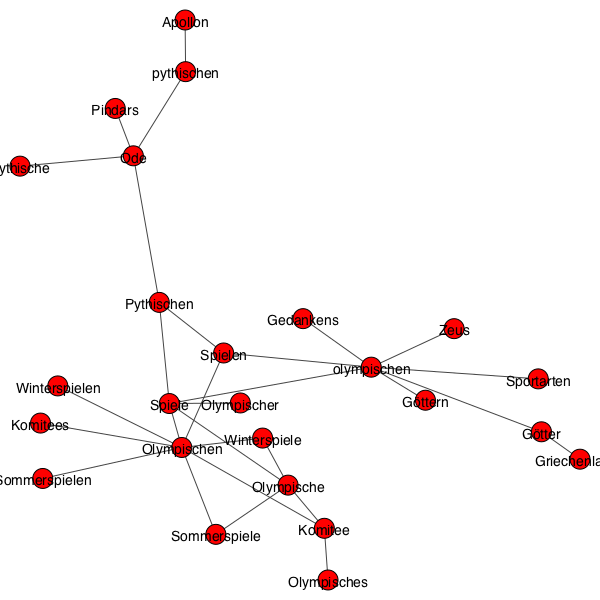 Apollon
pythischen
Pindars
Ode
ythische
Pythischen
Gedankens
Zeus
Spielen
olympischen
Sportarten
Winterspielen
Spiele
Olympischer
Göttern
Komitees
Götter
Winterspiele
Olympischen
Griechenla
Sommerspielen
Olympische
Komitee
Sommerspiele
Olympisches